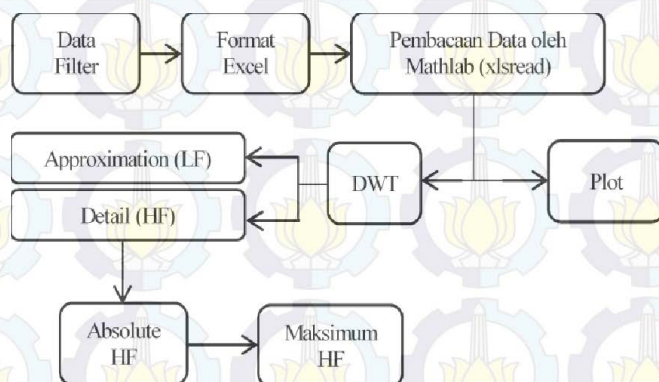 Data
Filter
Format
Excel
Pembacaan Data oleh
Mathlab (xlsread)
Approximation (LF)
Detail (HF)
DWT
Plot
Absolute
HF
Maksimum
HF